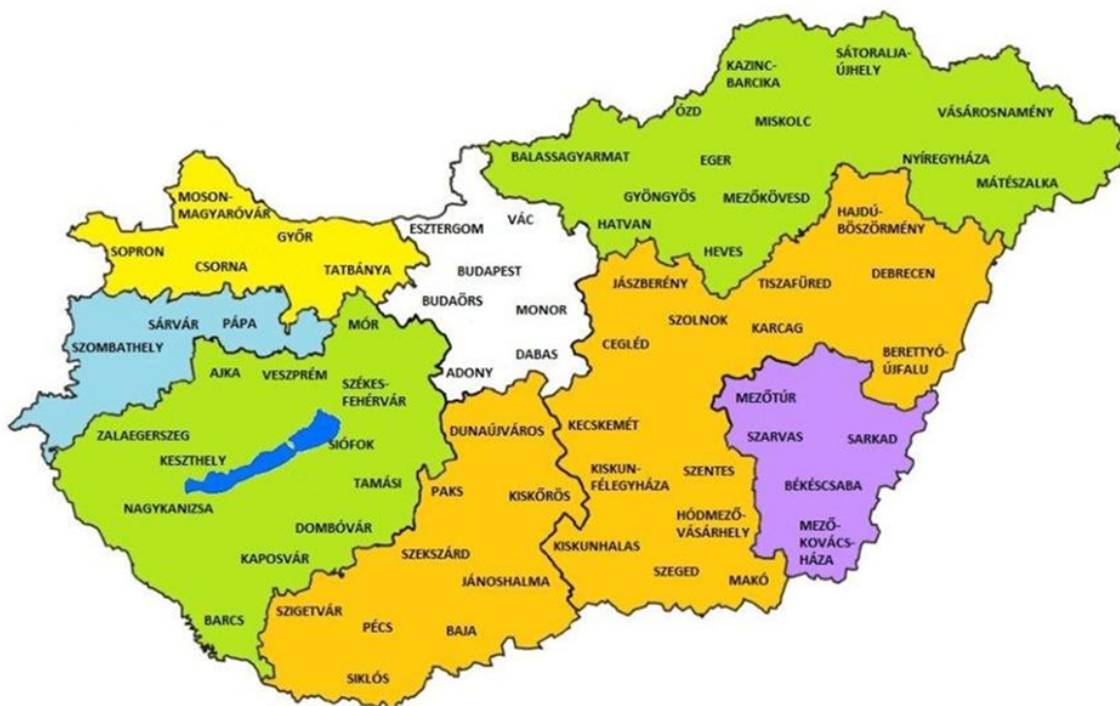 SÁTORALJA-
ÚJHELY
KAZINC-
BARCIKA
ÓZD
MISKOLC
VÁSÁROSNAMÉNY
BALASSAGYARMAT
EGER
NYÍREGYHÁZA
MÁTÉSZALKA
GYÖNGYÖS
MEZŐKÖVESD
HATVAN
HEVES
MOSON-
MAGYARÓVÁR
SOPRON
GYŐR
CSORNA
TATBÁNYA
ESZTERGOM
VÁC
BUDAPEST
BUDAÖRS
MONOR
DABAS
ADONY
HAJDÚ-
BÖSZÖRMÉNY
DEBRECEN
JÁSZBERÉNY
TISZAFÜRED
SZOLNOK
KARCAG
CEGLÉD
BERETTYÓ-
ÚJFALU
SÁRVÁR
PÁPA
SZOMBATHELY
MÓR
AJKA
VESZPRÉM
SZÉKES-
FEHÉRVÁR
ZALAEGERSZEG
KESZTHELY
SIÓFOK
NAGYKANIZSA
TAMÁSI
DOMBÓVÁR
KAPOSVÁR
BARCS
DUNAÚJVÁROS
PAKS
KISKŐRÖS
SZEKSZÁRD
JÁNOSHALMA
SZIGETVÁR
PÉCS
BAJA
SIKLÓS
KECSKEMÉT
KISKUN-
FÉLEGYHÁZA
SZENTES
HÓDMEZŐ-
VÁSÁRHELY
KISKUNHALAS
SZEGED
MAKÓ
MEZŐTÚR
SZARVAS
SARKAD
BÉKÉSCSABA
MEZŐ-
KOVÁCS-
HÁZA